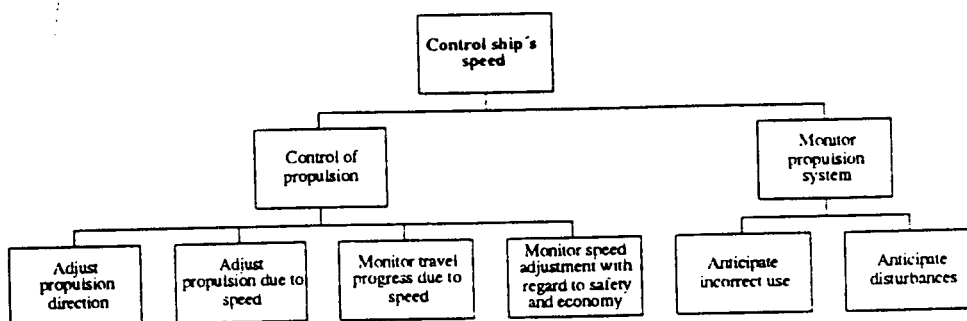 Control ship´s
speed
Control of
propulsion
Monitor
propulsion
system
Adjust
propulsion
direction
Adjust
propulsion due to
speed
Monitor travel
progress due to
speed
Monitor speed
adjustment with
regard to safety
and economy
Anticipate
incorrect use
Anticipate
disturbances